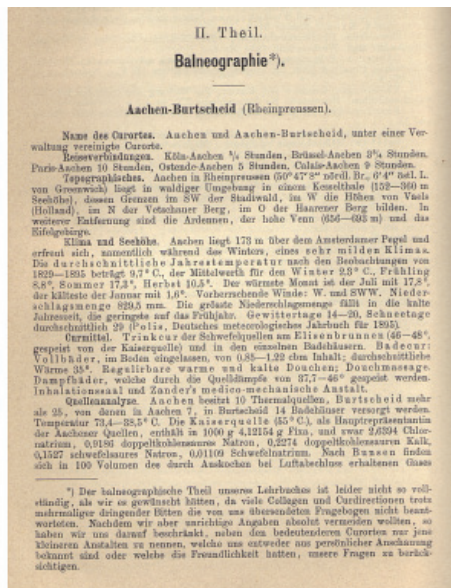 II. Theil.
Balneographie*).
Aachen-Burtscheid (Rheinpreussen).
Name des Curortes. Aachen und Aachen-Burtscheid, unter einer Ver-
waltung vereinigte Curorte.
Reiseverbindungen. Köln-Aachen Stunden, Brüssel-Aachen Stunden,
Paris-Aachen 10 Stunden, Ostende-Aachen 5 Stunden, Calais-Aachen 9 Stunden.
Topographisches. Aachen in Rheinpreussen (50°47'8" nördl. Br., östl. L.
von Greenwich) liegt in waldiger Umgebung in einem Kesselthale (152—360 m
Seehöhe), dessen Grenzen im SW der Stadtwald, im W die Höhen von Vaels
(Holland), im N der Vetschauer Berg, im O der Haarener Berg bilden. In
weiterer Entfernung sind die Ardennen, der hohe Venn (656—693 m) und das
Eifelgebirge.
Klima und Seehöhe. Aachen liegt 173 m über dem Amsterdamer Pegel und
erfreut sich, namentlich während des Winters, eines sehr milden Klimas.
Die durchschnittliche Jahrestemperatur nach den Beobachtungen von
1829—1895 beträgt 9,7° C., der Mittelwerth für den Winter 2,3° C., Frühling
8,8°, Sommer 17,3°, Herbst 10,5°. Der wärmste Monat ist der Juli mit 17,8°,
der kälteste der Januar mit 1,6°. Vorherrschende Winde: W. und SWW. Nieder-
schlagsmenge 829,5 mm. Die grösste Niederschlagsmenge fällt in die kalte
Jahreszeit, die geringste auf das Frühjahr. Gewittertage 14—20, Schneetage
durchschnittlich 29 (Polis, Deutsches meteorologisches Jahrbuch für 1895).
Curmittel. Trinkcur der Schwefelquellen am Elisenbrunnen (46—48°,
gespeist von der Kaiserquelle) und in den einzelnen Badehäusern. Badecur:
Vollbäder, im Boden eingelassen, von 0,85—1,22 cbm Inhalt; durchschnittliche
Wärme 35°. Regulirbare warme und kalte Douchen; Douchmassage.
Dampfbäder, welche durch die Quelldämpfe von 37,7—46° gespeist werden.
Inhalationssaal und Zander's medico-mechanische Anstalt.
Quellenanalyse. Aachen besitzt 10 Thermalquellen, Burtscheid mehr
als 25, von denen in Aachen 7, in Burtscheid 14 Badehäuser versorgt werden.
Temperatur 73,4—38,5° C. Die Kaiserquelle (55° C.), als Hauptrepräsentantin
der Aachener Quellen, enthält in 1000 g 4,12154 g Fixa, und zwar 2,6394 Chlor-
natrium, 0,9186 doppeltkohlensaures Natron, 0,2274 doppeltkohlensauren Kalk,
0,1527 schwefelsaures Natron, 0,01109 Schwefelnatrium. Nach Bunsen finden
sich in 100 Volumen des durch Auskochen bei Luftabschluss erhaltenen Gases
*) Der balneographische Theil unseres Lehrbuches ist leider nicht so voll-
ständig, als wir es gewünscht hätten, da viele Collegen und Curdirectionen trotz
mehrmaliger dringender Bitten die von uns übersendeten Fragebogen nicht beant-
worteten. Nachdem wir aber unrichtige Angaben absolut vermeiden wollten, so
haben wir uns darauf beschränkt, neben den bedeutenderen Curorten nur jene
kleineren Anstalten zu nennen, welche uns entweder aus persönlicher Anschauung
bekannt sind oder welche die Freundlichkeit hatten, unsere Fragen zu berück-
sichtigen.